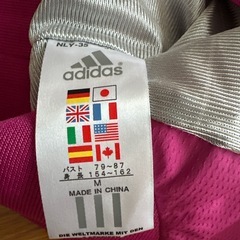 NLY-35
adidas
バスト 79~87
身長 154~162
M
MADE IN CHINA
DIE WELTMARKE MIT DEN